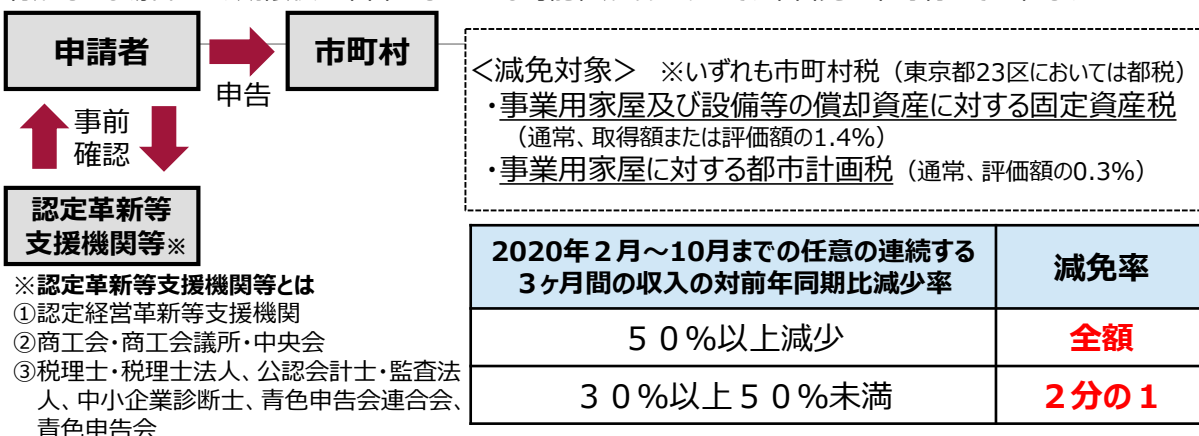 申請者
市町村
申告
事前
確認
認定革新等
支援機関等※
※認定革新等支援機関等とは
①認定経営革新等支援機関
②商工会・商工会議所・中央会
③税理士・税理士法人、公認会計士・監査法
人、中小企業診断士、青色申告会連合会、
青色申告会
<減免対象> ※いずれも市町村税（東京都23区においては都税）
・事業用家屋及び設備等の償却資産に対する固定資産税
（通常、取得額または評価額の1.4%）
・事業用家屋に対する都市計画税（通常、評価額の0.3%）
2020年２月～10月までの任意の連続する
３ヶ月間の収入の対前年同期比減少率
減免率
５０%以上減少
全額
３０%以上５０%未満
２分の１